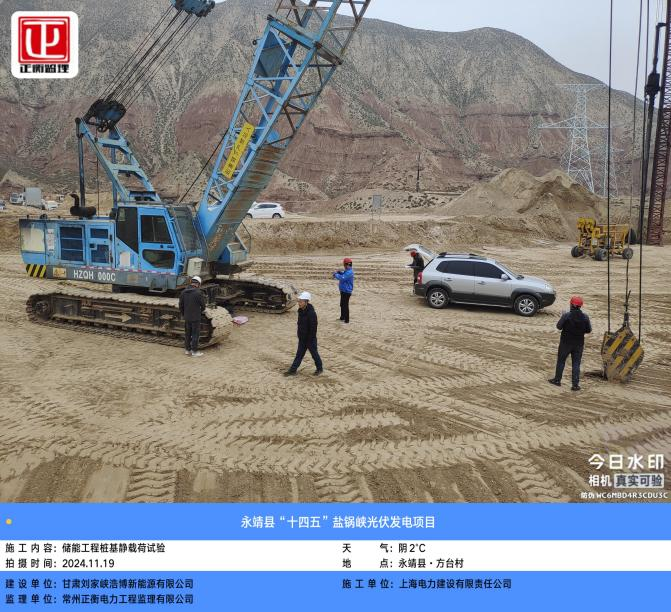 正衡监理
HZQH 000C
今日水印
相机 真实可验
防伪 WC6MBD4R3CDU3C
永靖县“十四五”盐锅峡光伏发电项目
施工内容：储能工程桩基静载荷试验
天 气：阴 2℃
拍摄时间：2024.11.19
地 点：永靖县·方台村
建设单位：甘肃刘家峡浩博新能源有限公司
施工单位：上海电力建设有限责任公司
监理单位：常州正衡电力工程监理有限公司